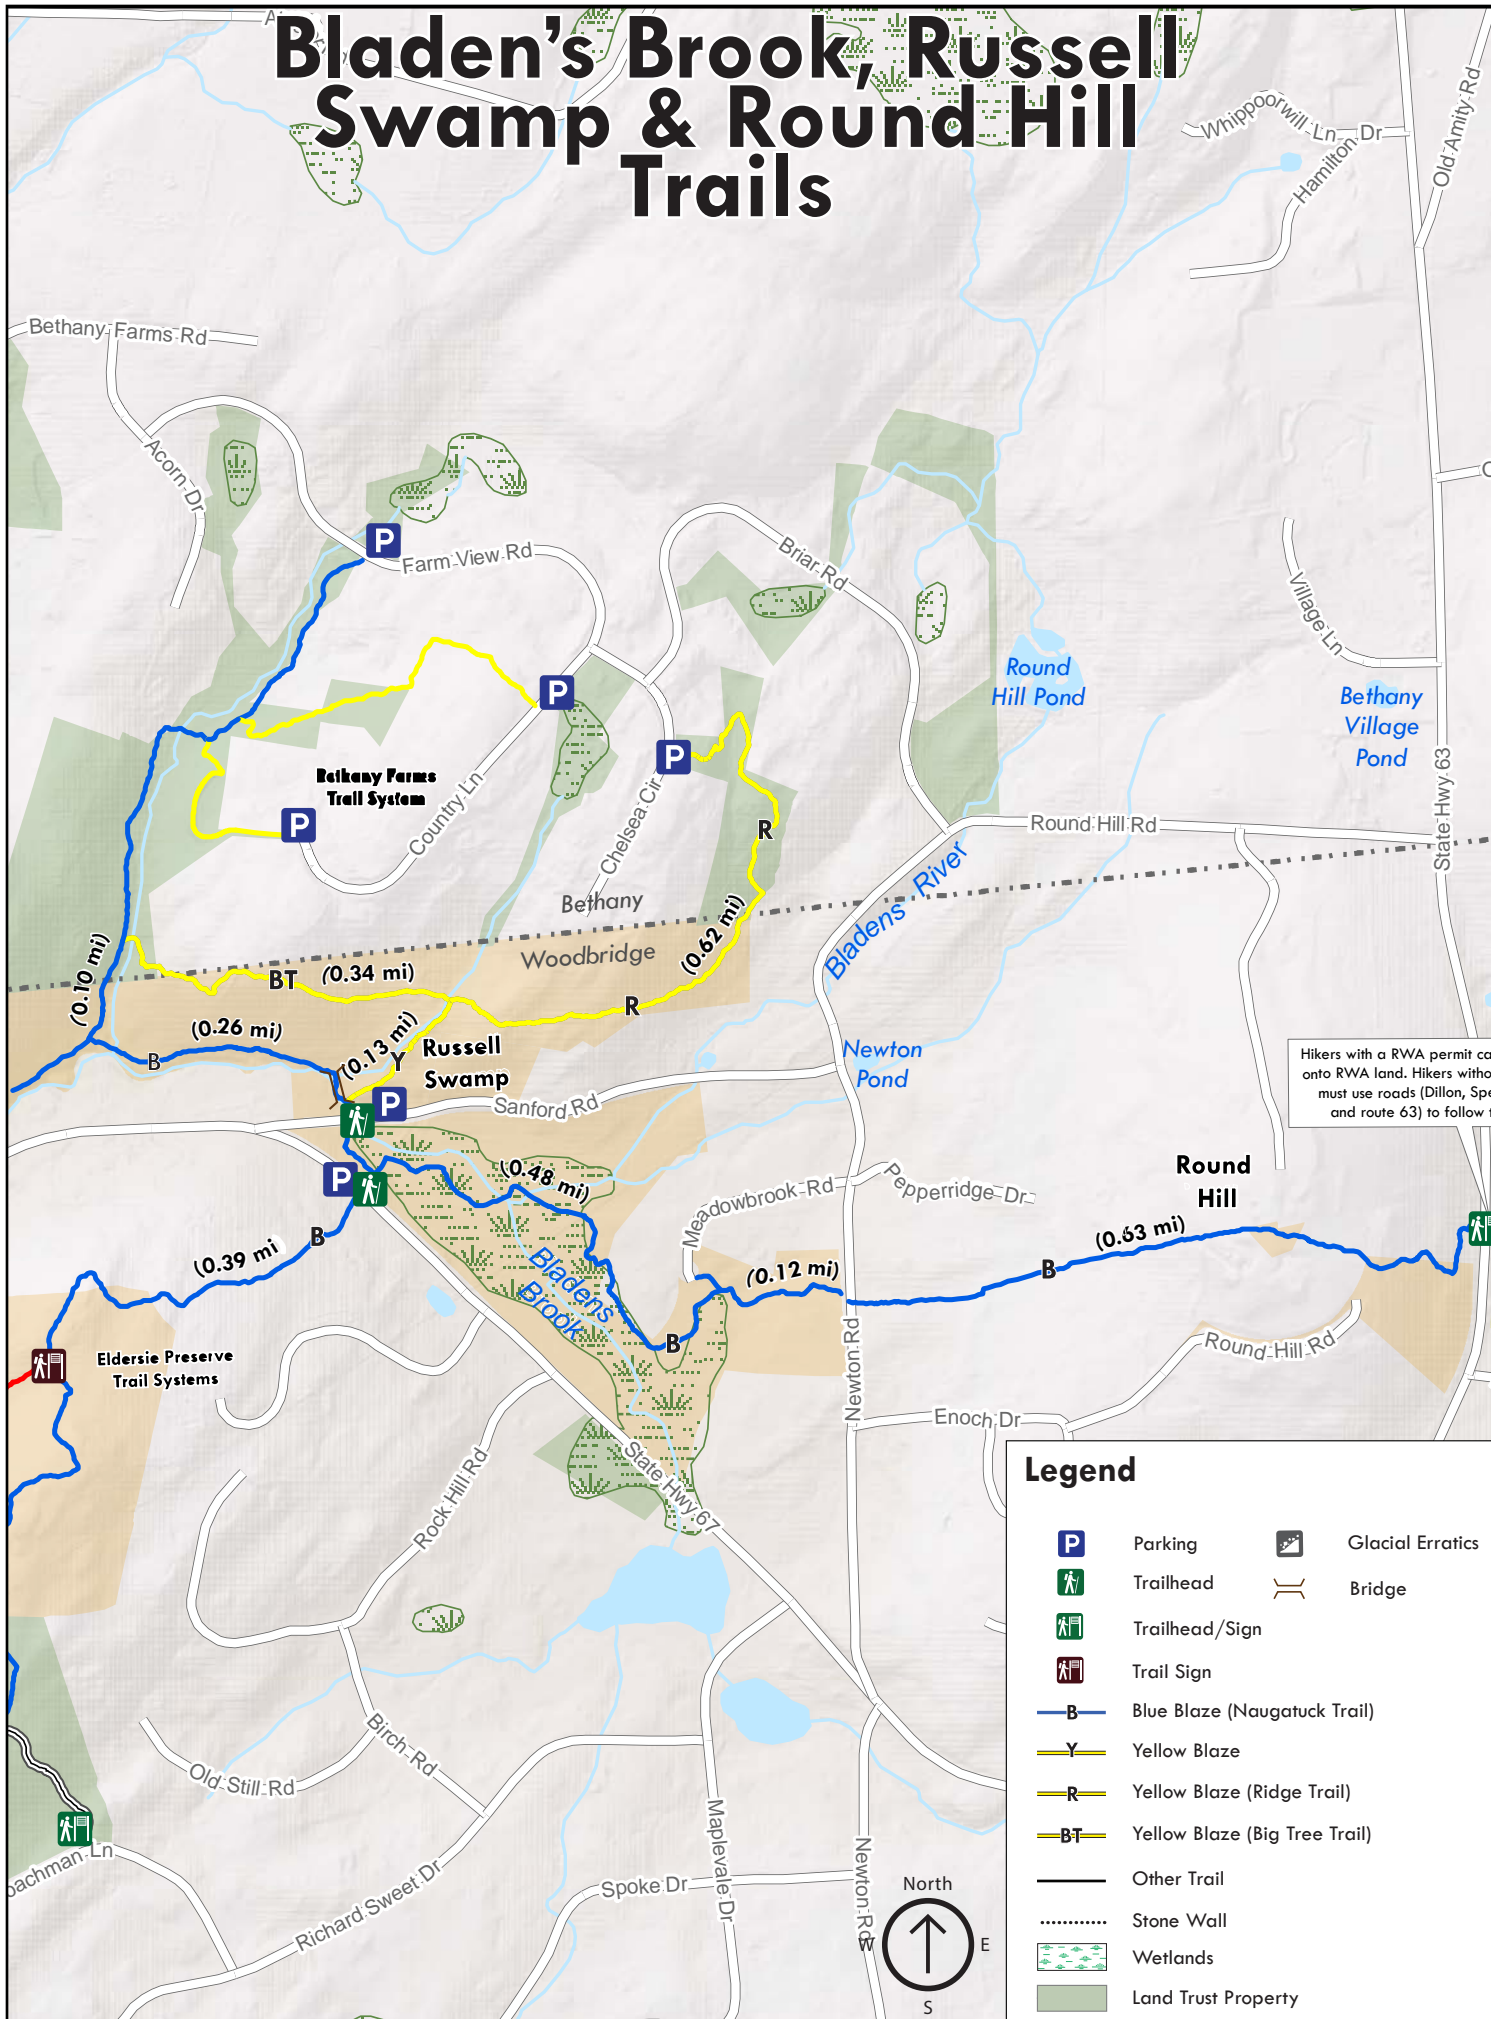 Bladen's Brook, Russell
Swamp & Round Hill
Trails
Whippoorwill Ln
Dr
Hamilton
Old Amity Rd
Bethany Farms Rd
Acorn Dr
Farm View Rd
P
Briar Rd
Village Ln
Round
Hill Pond
Bethany
Village
Pond
State Hwy 63
P
P
Bethany Farms
Trail System
P
Country Ln
Chelsea Cir
R
Round Hill Rd
Bladens River
Bethany
Woodbridge
(0.62 mi)
(0.10 mi)
BT
(0.34 mi)
R
(0.26 mi)
B
(0.13 mi)
Y
Russell
Swamp
Newton
Pond
P
Sanford Rd
Hikers with a RWA permit ca
onto RWA land. Hikers witho
must use roads (Dillon, Spe
and route 63) to follow t
P
(0.48 mi)
Meadowbrook Rd
Pepperridge Dr
Round
Hill
(0.63 mi)
B
B
(0.39 mi
(0.12 mi)
Bladens
Brook
B
Newton Rd
Round Hill Rd
Eldersie Preserve
Trail Systems
Enoch Dr
Rock Hill Rd
State Hwy 67
Birch Rd
Old Still Rd
Maplevale Dr
Newton Rd
oachman Ln
Richard Sweet Dr
Spoke Dr
North
W
E
S
Legend
P
Parking
Glacial Erratics
Trailhead
Bridge
Trailhead/Sign
Trail Sign
B
Blue Blaze (Naugatuck Trail)
Y
Yellow Blaze
R
Yellow Blaze (Ridge Trail)
BT
Yellow Blaze (Big Tree Trail)
Other Trail
Stone Wall
Wetlands
Land Trust Property